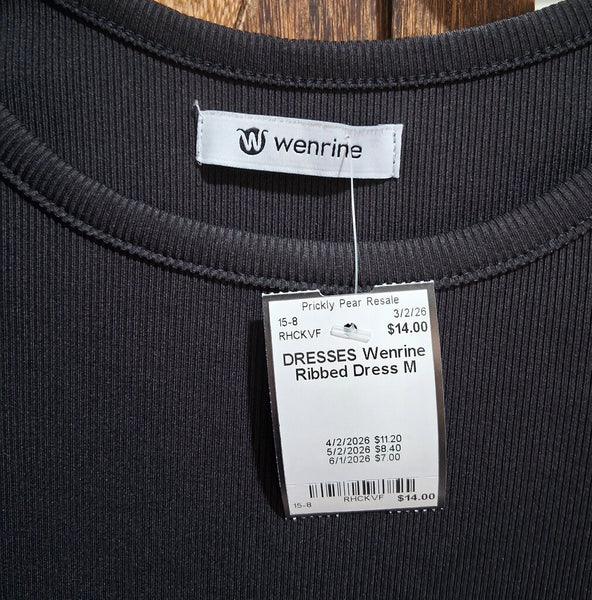 W wenrine
Prickly Pear Resale
15-8 3/2/26
RHCKVF $14.00
DRESSES Wenrine
Ribbed Dress M
4/2/2026 $11.20
5/2/2026 $8.40
6/1/2026 $7.00
15-8 RHCKVF $14.00